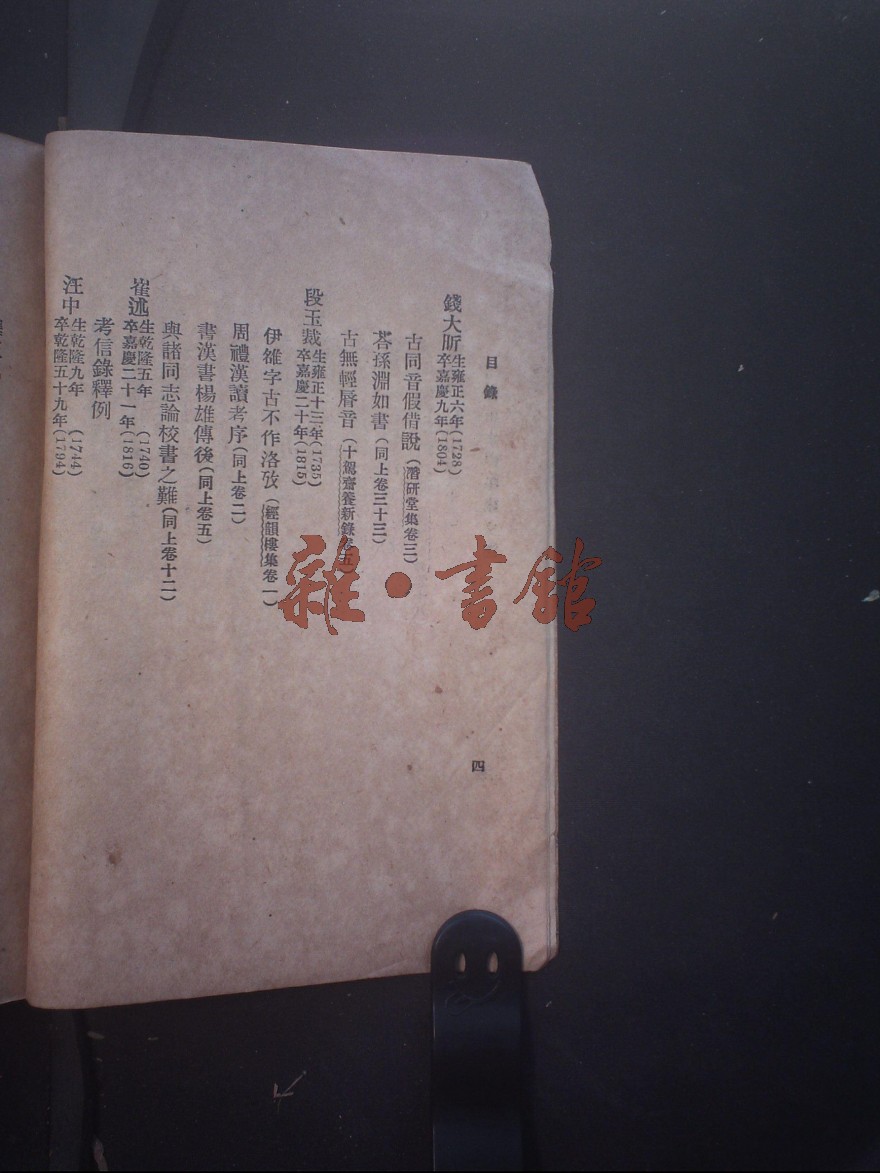 目錄
錢大昕 生雍正六年(1728)
卒嘉慶九年(1804)
古同音假借說(潛研堂集卷三)
荅孫淵如書(同上卷三十三)
古無輕脣音(十駕齋養新錄卷五)
段玉裁 生雍正十三年(1735)
卒嘉慶二十年(1815)
伊雒字古不作洛攷(經韻樓集卷一)
周禮漢讀考序(同上卷二)
書漢書楊雄傳後(同上卷五)
與諸同志論校書之難(同上卷十二)
崔述 生乾隆五年(1740)
卒嘉慶二十一年(1816)
考信錄釋例
汪中 生乾隆九年(1744)
卒乾隆五十九年(1794)
四
雜·書館